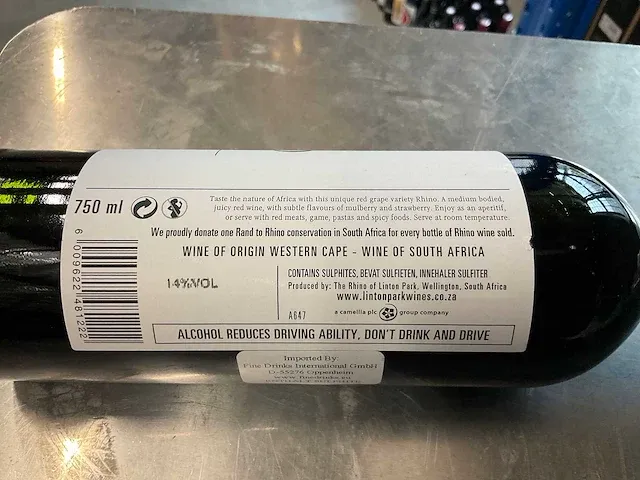 750 ml
Taste the nature of Africa with this unique red grape variety Rhino. A medium bodied,
juicy red wine, with subtle flavours of mulberry and strawberry. Enjoy as an aperitif,
or serve with red meats, game, pastas and spicy foods. Serve at room temperature.
We proudly donate one Rand to Rhino conservation in South Africa for every bottle of Rhino wine sold.
WINE OF ORIGIN WESTERN CAPE - WINE OF SOUTH AFRICA
6 009622 481222
14%VOL
CONTAINS SULPHITES, BEVAT SULFIETEN, INNEHALER SULFITER
Produced by: The Rhino of Linton Park, Wellington, South Africa
www.lintonparkwines.co.za
A647
a camellia plc group company
ALCOHOL REDUCES DRIVING ABILITY, DON'T DRINK AND DRIVE
Imported By:
Fine Drinks International GmbH
D-55276 Oppenheim